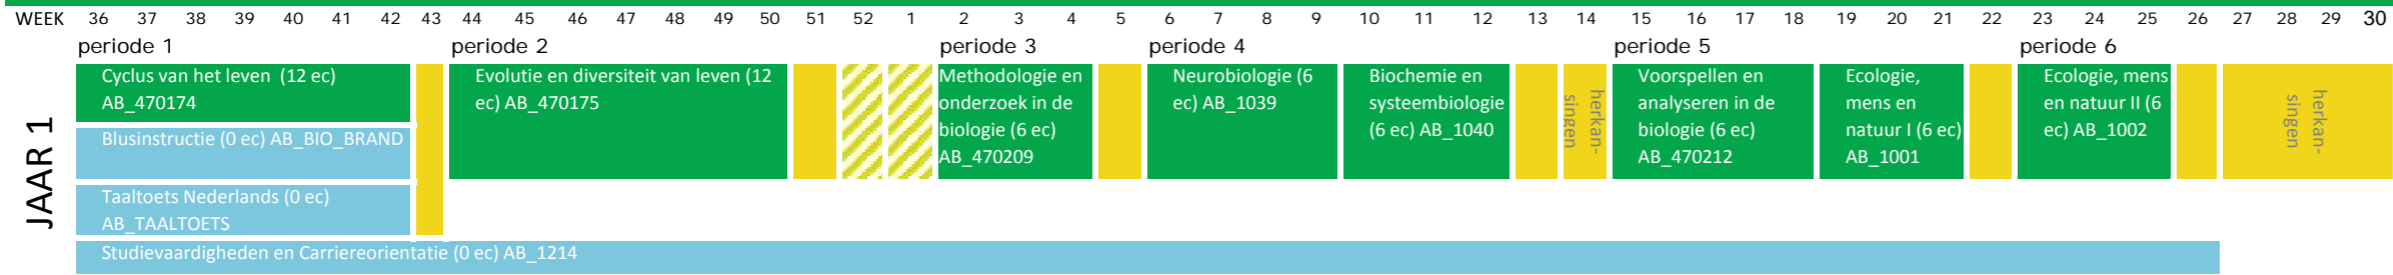 WEEK 36 37 38 39 40 41 42 43 44 45 46 47 48 49 50 51 52 1 2 3 4 5 6 7 8 9 10 11 12 13 14 15 16 17 18 19 20 21 22 23 24 25 26 27 28 29 30
periode 1 periode 2 periode 3 periode 4 periode 5 periode 6
JAAR 1
Cyclus van het leven (12 ec)
AB_470174
Blusinstructie (0 ec) AB_BIO_BRAND
Taaltoets Nederlands (0 ec)
AB_TAALTOETS
Studievaardigheden en Carriereorientatie (0 ec) AB_1214
Evolutie en diversiteit van leven (12
ec) AB_470175
Methodologie en
onderzoek in de
biologie (6 ec)
AB_470209
Neurobiologie (6
ec) AB_1039
Biochemie en
systeembiologie
(6 ec) AB_1040
herkan-
singen
Voorspellen en
analyseren in de
biologie (6 ec)
AB_470212
Ecologie,
mens en
natuur I (6 ec)
AB_1001
Ecologie, mens
en natuur II (6
ec) AB_1002
herkan-
singen